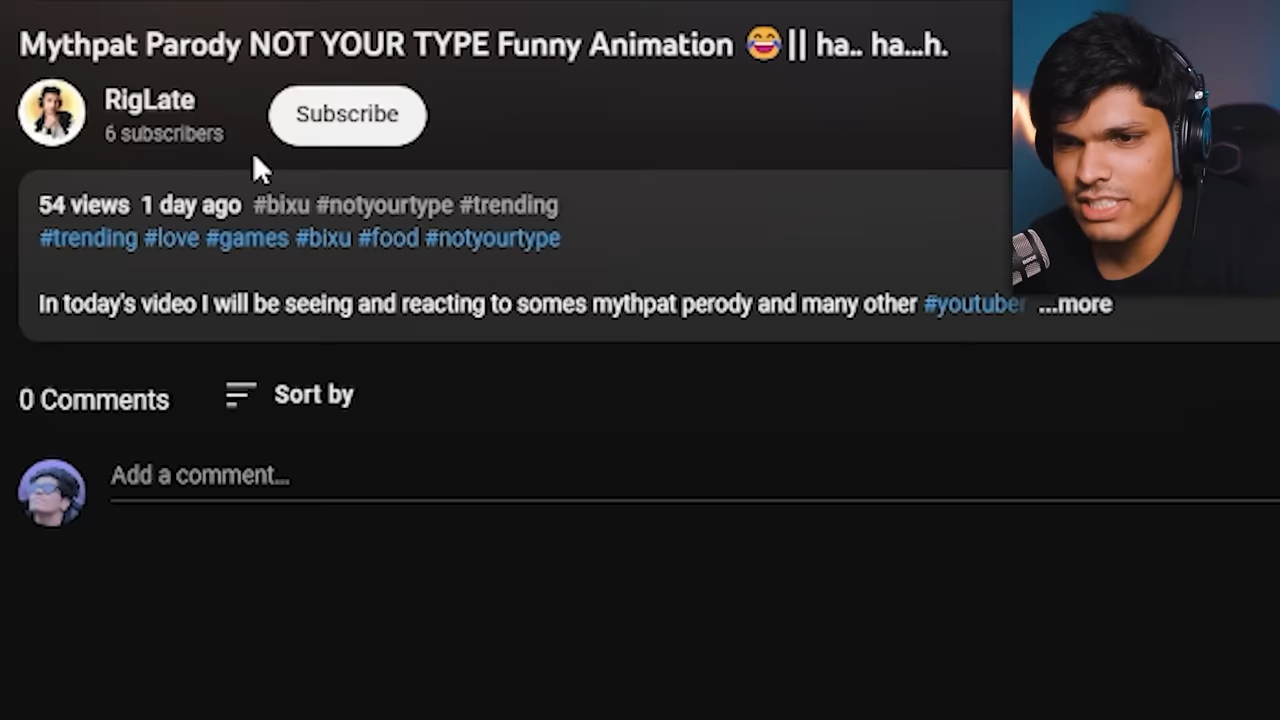 Mythpat Parody NOT YOUR TYPE Funny Animation 😂|| ha.. ha...h.
RigLate
6 subscribers
Subscribe
54 views 1 day ago #bixu #notyourtype #trending
#trending #love #games #bixu #food #notyourtype
In today's video I will be seeing and reacting to somes mythpat perody and many other #youtuber ...more
0 Comments
Sort by
Add a comment...